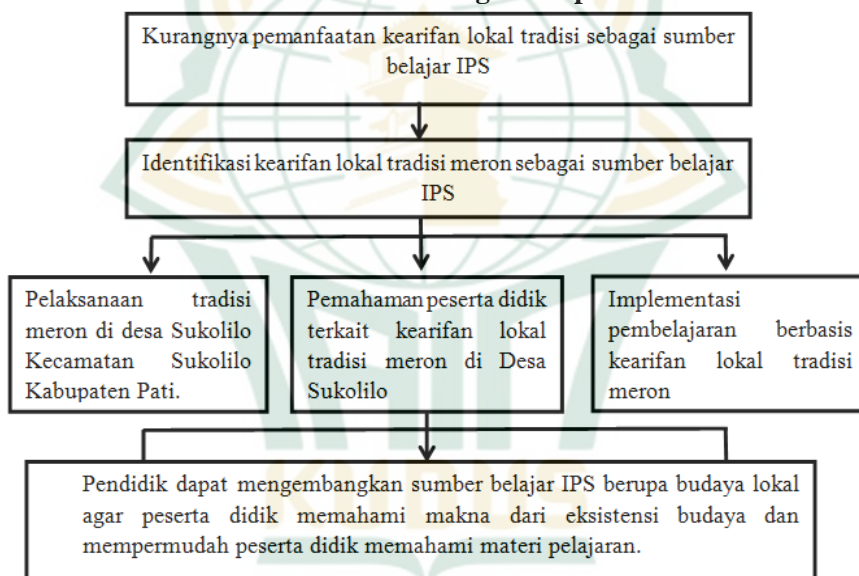 Kurangnya pemanfaatan kearifan lokal tradisi sebagai sumber
belajar IPS
Identifikasi kearifan lokal tradisi meron sebagai sumber belajar
IPS
Pelaksanaan tradisi
meron di desa Sukolilo
Kecamatan Sukolilo
Kabupaten Pati.
Pemahaman peserta didik
terkait kearifan lokal
tradisi meron di Desa
Sukolilo
Implementasi
pembelajaran berbasis
kearifan lokal tradisi
meron
Pendidik dapat mengembangkan sumber belajar IPS berupa budaya lokal
agar peserta didik memahami makna dari eksistensi budaya dan
mempermudah peserta didik memahami materi pelajaran.
KUDUS